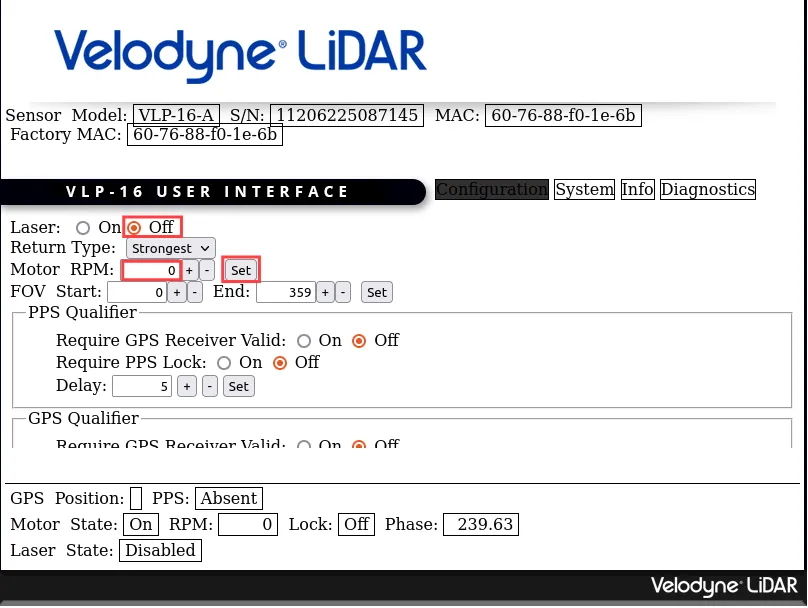 Velodyne® LiDAR
Sensor Model: VLP-16-A S/N: 11206225087145 MAC: 60-76-88-f0-1e-6b
Factory MAC: 60-76-88-f0-1e-6b
VLP-16 USER INTERFACE Configuration System Info Diagnostics
Laser: On Off
Return Type: Strongest
Motor RPM: 0 + - Set
FOV Start: 0 + - End: 359 + - Set
PPS Qualifier
Require GPS Receiver Valid: On Off
Require PPS Lock: On Off
Delay: 5 + - Set
GPS Qualifier
Require GPS Receiver Valid: On Off
GPS Position: PPS: Absent
Motor State: On RPM: 0 Lock: Off Phase: 239.63
Laser State: Disabled
Velodyne® LiDAR